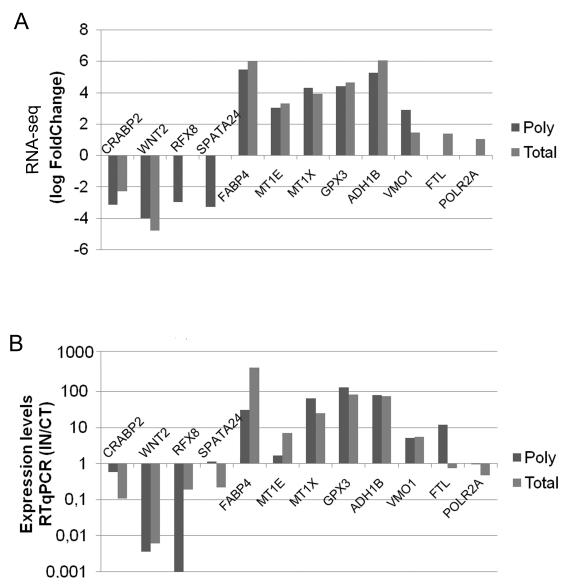 A
RNA-seq
(log FoldChange)
8
6
4
2
0
-2
-4
-6
CRABP2
WNT2
RFX8
SPATA24
FABP4
MT1E
MT1X
GPX3
ADH1B
VMO1
FTL
POLR2A
Poly
Total
B
Expression levels
RTqPCR (IN/CT)
1000
100
10
1
0,1
0,01
0,001
CRABP2
WNT2
RFX8
SPATA24
FABP4
MT1E
MT1X
GPX3
ADH1B
VMO1
FTL
POLR2A
Poly
Total